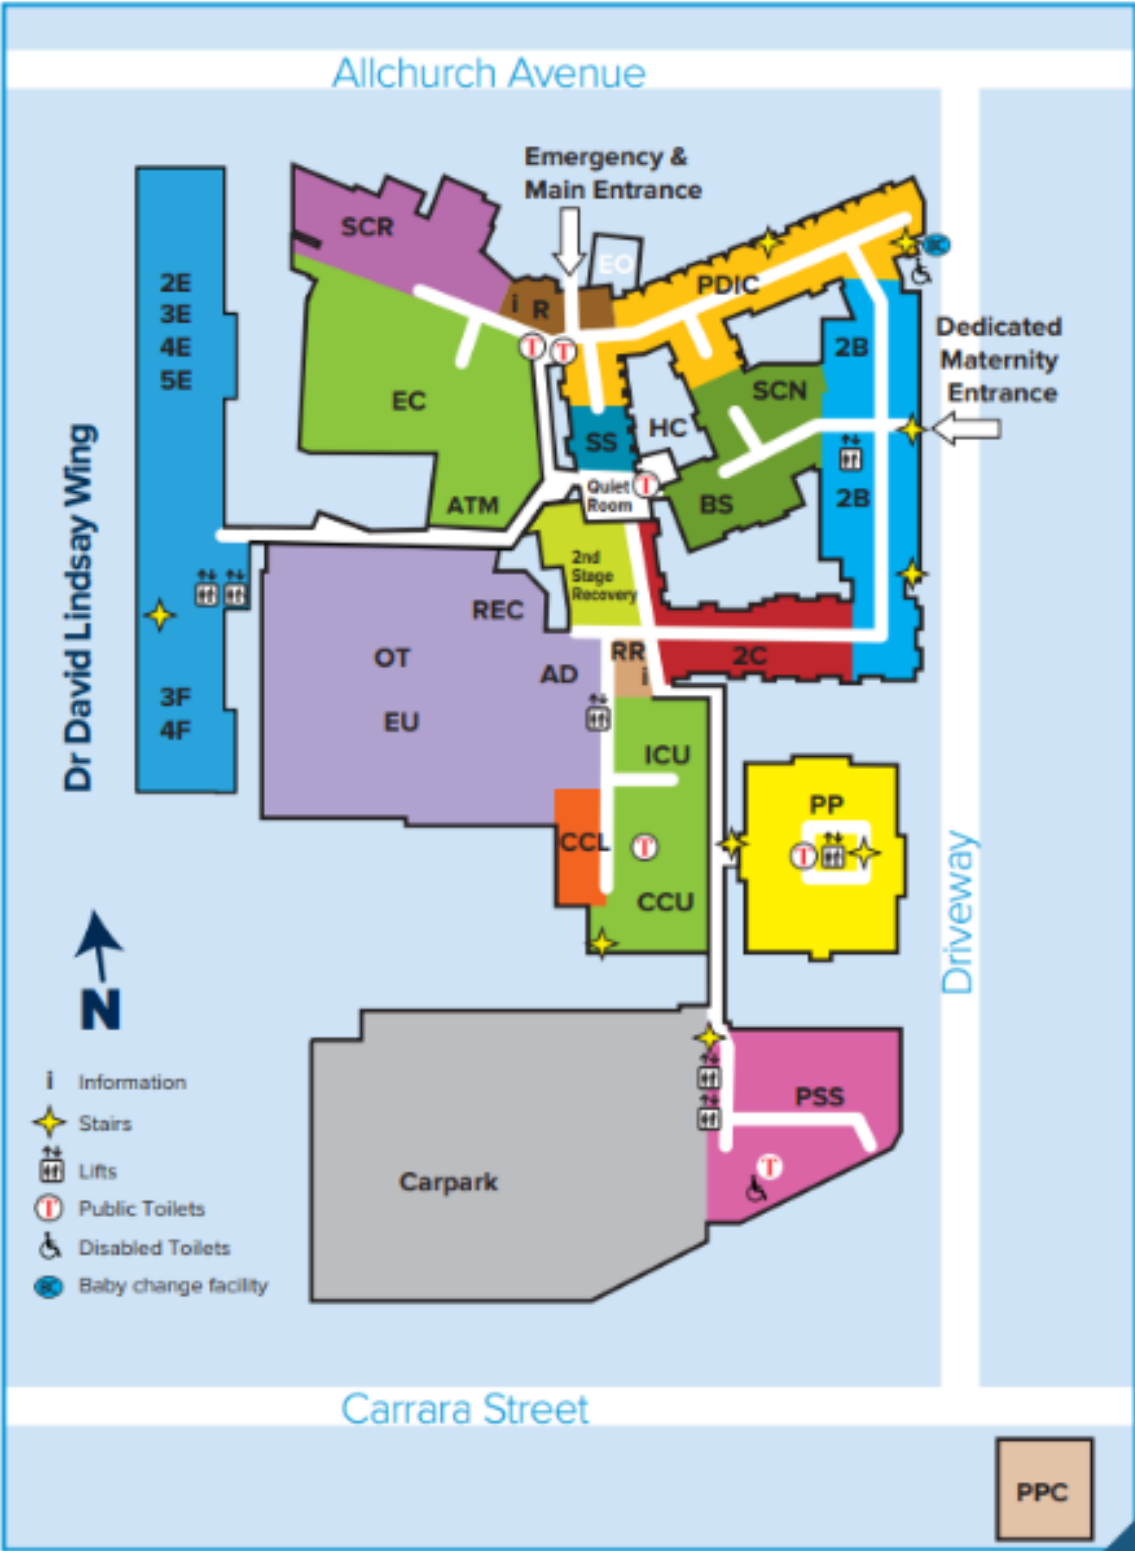 Allchurch Avenue
Emergency &
Main Entrance
SCR
EO
i R
PDIC
BC
2E
3E
4E
5E
Dedicated
Maternity
Entrance
2B
SCN
EC
T
T
HC
SS
Quiet
Room
T
2B
BS
ATM
Dr David Lindsay Wing
2nd
Stage
Recovery
REC
OT
AD
RR
i
2C
3F
4F
EU
ICU
PP
CCL
T
T
CCU
Driveway
N
i Information
Stairs
Lifts
T Public Toilets
Disabled Toilets
BC Baby change facility
PSS
T
Carpark
Carrara Street
PPC